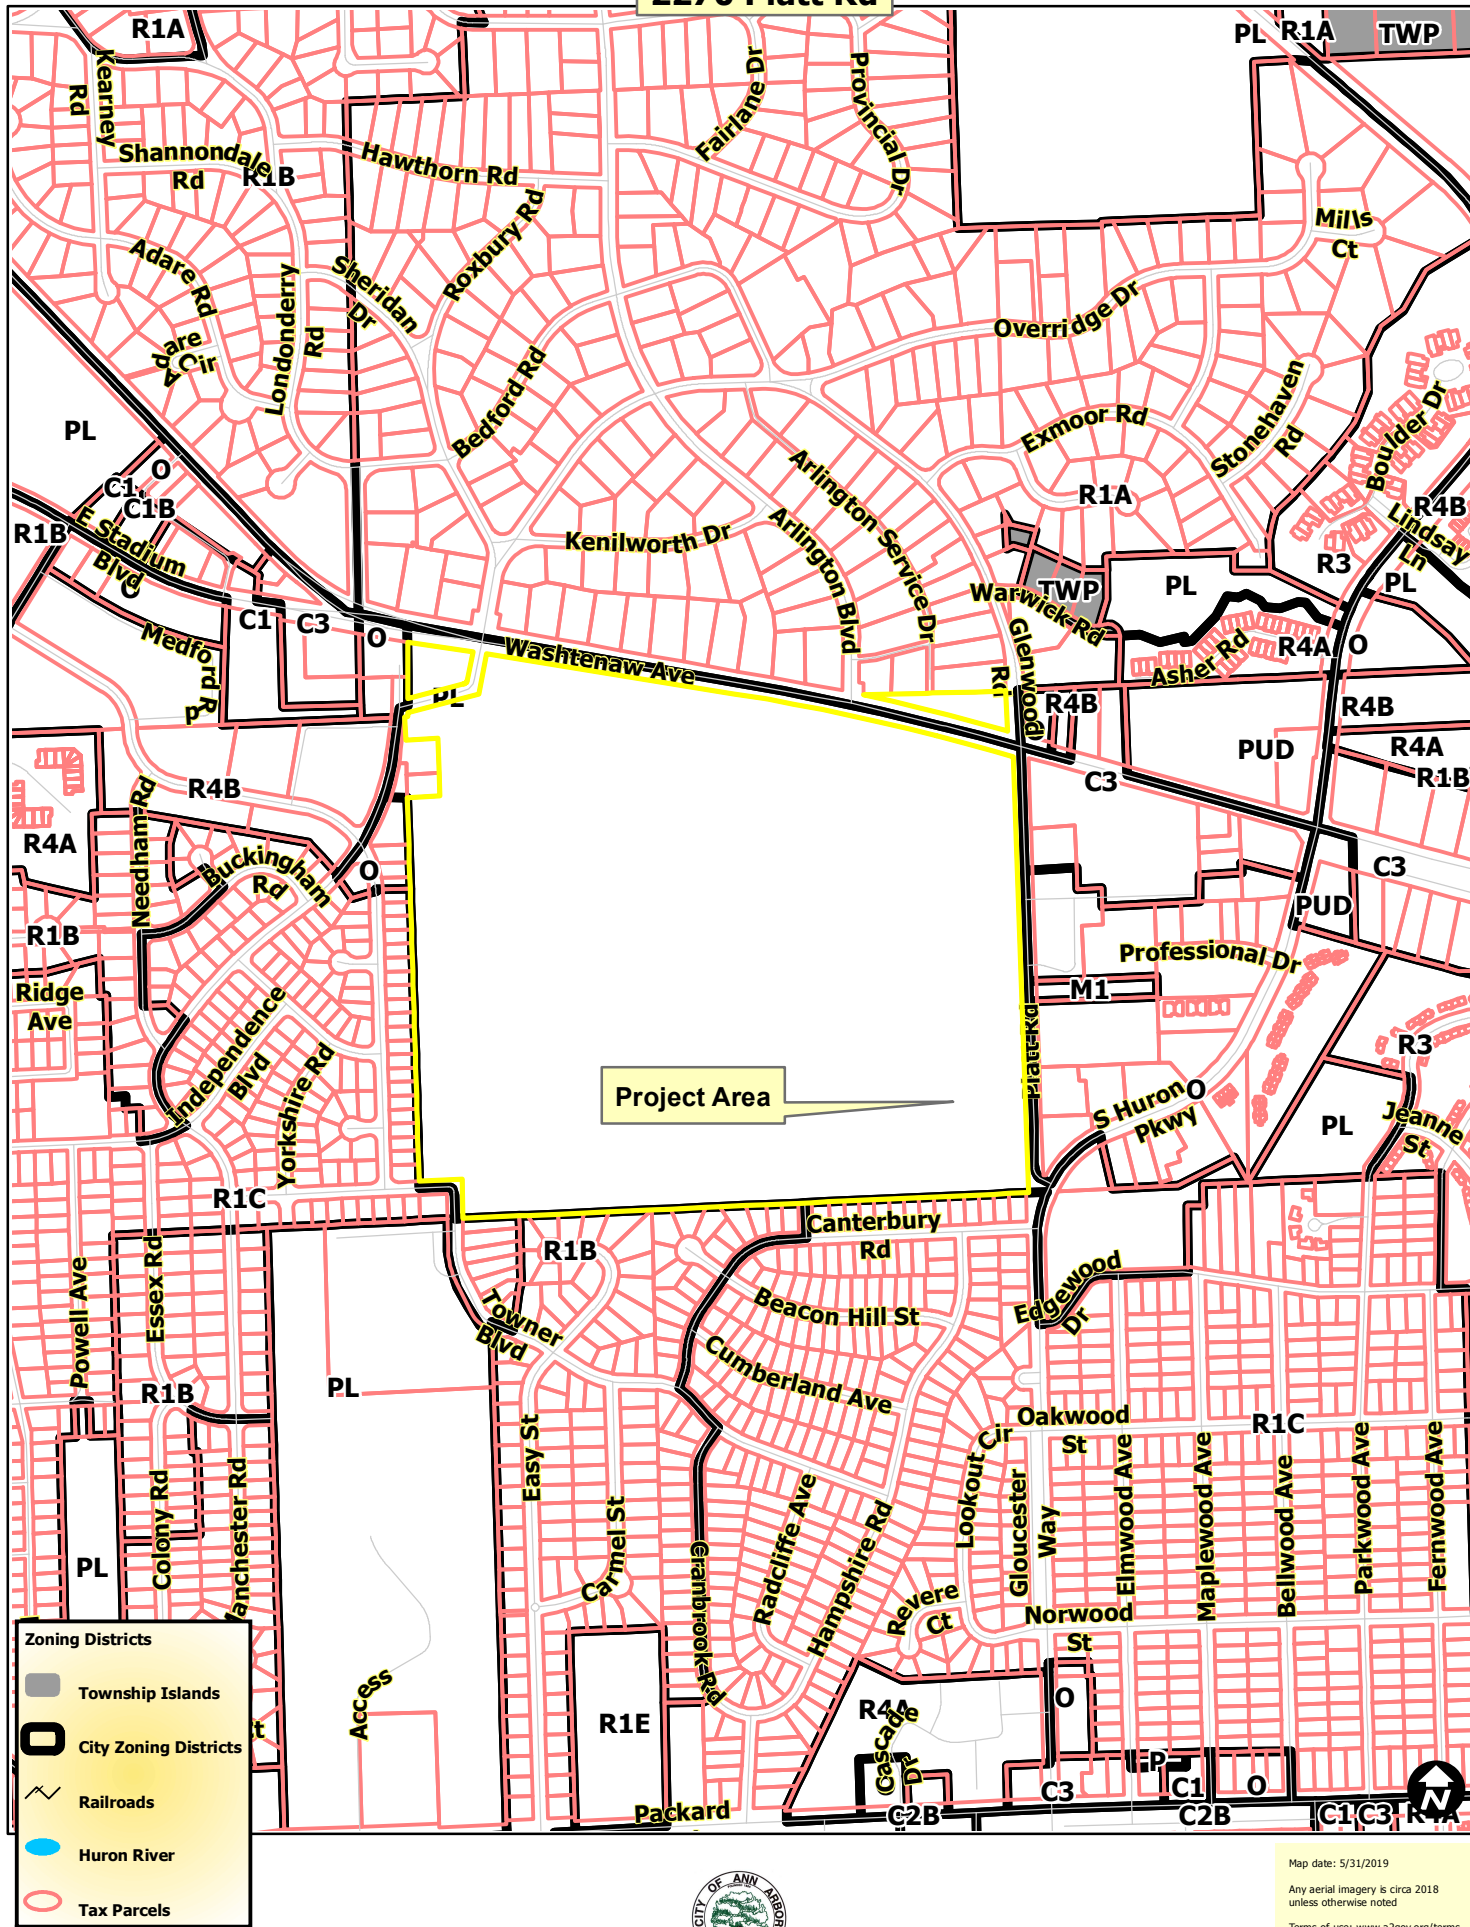 R1A
PL
R1A
TWP
Kearney
Rd
Fairlane Dr
Provincial Dr
Shannondale
Rd
R1B
Hawthorn Rd
Roxbury Rd
Mills
Ct
Adare Rd
Londonderry
Rd
Sheridan
Dr
Overridge Dr
Adare
Cir
Bedford Rd
PL
Exmoor Rd
Stonehaven
Rd
Boulder Dr
O
C1
C1B
Arlington Service Dr
R1A
R4B
Lindsay
Ln
R1B
E Stadium
Blvd
O
Kenilworth Dr
Arlington Blvd
R3
PL
PL
TWP
Warwick Rd
C1
C3
O
Medford R
d
Washtenaw Ave
Glenwood
Rd
Glenwood
Asher Rd
R4A
O
PL
R4B
R4B
PUD
R4A
R1B
C3
R4B
Needham Rd
R4A
Buckingham
Rd
O
C3
PUD
R1B
Professional Dr
Ridge
Ave
M1
Independence
Blvd
Platt Rd
R3
Yorkshire Rd
Project Area
S Huron
Pkwy
O
PL
Jeanne
St
R1C
Canterbury
Rd
R1B
Essex Rd
Powell Ave
Edgewood
Dr
Towner
Blvd
Beacon Hill St
Cumberland Ave
PL
R1B
Oakwood
St
R1C
Easy St
Lookout Cir
Colony Rd
Manchester Rd
Carmel St
Cranbrook Rd
Radcliffe Ave
Hampshire Rd
Gloucester
Way
Elmwood Ave
Maplewood Ave
Bellwood Ave
Parkwood Ave
Fernwood Ave
PL
Revere
Ct
Norwood
St
Access
R1E
R4A
Cascade
Dr
O
P
C3
C1
O
Packard
C2B
C2B
C1
C3
R4A
N
Zoning Districts
Township Islands
City Zoning Districts
Railroads
Huron River
Tax Parcels
CITY OF ANN ARBOR
Map date: 5/31/2019
Any aerial imagery is circa 2018
unless otherwise noted